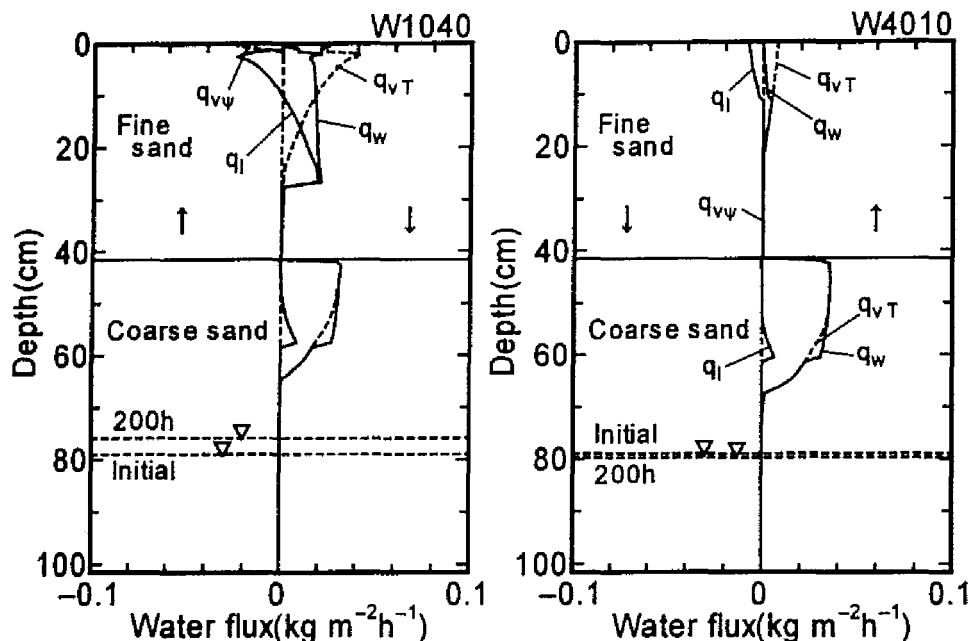 W1040
0
20
40
60
80
100
Depth(cm)
q_vψ
q_vT
Fine
sand
q_l
q_w
↑
↓
Coarse sand
200h
Initial
−0.1
0
0.1
Water flux(kg m⁻²h⁻¹)
W4010
0
20
40
60
80
100
Depth(cm)
q_l
q_vT
Fine
sand
q_w
q_vψ
↓
↑
Coarse sand
q_vT
q_l
q_w
Initial
200h
−0.1
0
0.1
Water flux(kg m⁻²h⁻¹)